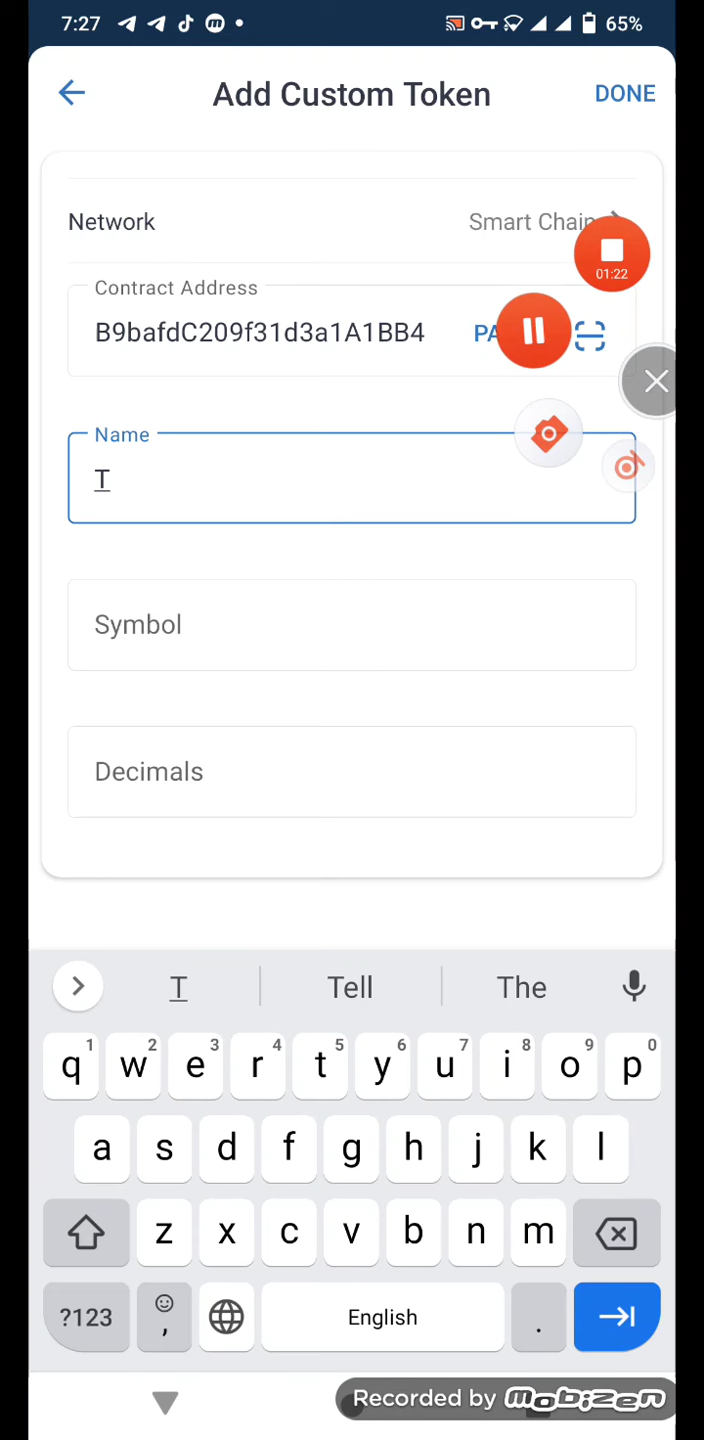 7:27 65%
Add Custom Token DONE
Network Smart Chain
01:22
Contract Address
B9bafdC209f31d3a1A1BB4 PA
Name
T
Symbol
Decimals
T Tell The
q1 w2 e3 r4 t5 y6 u7 i8 o9 p0
a s d f g h j k l
z x c v b n m
?123 , English .
Recorded by mobizen